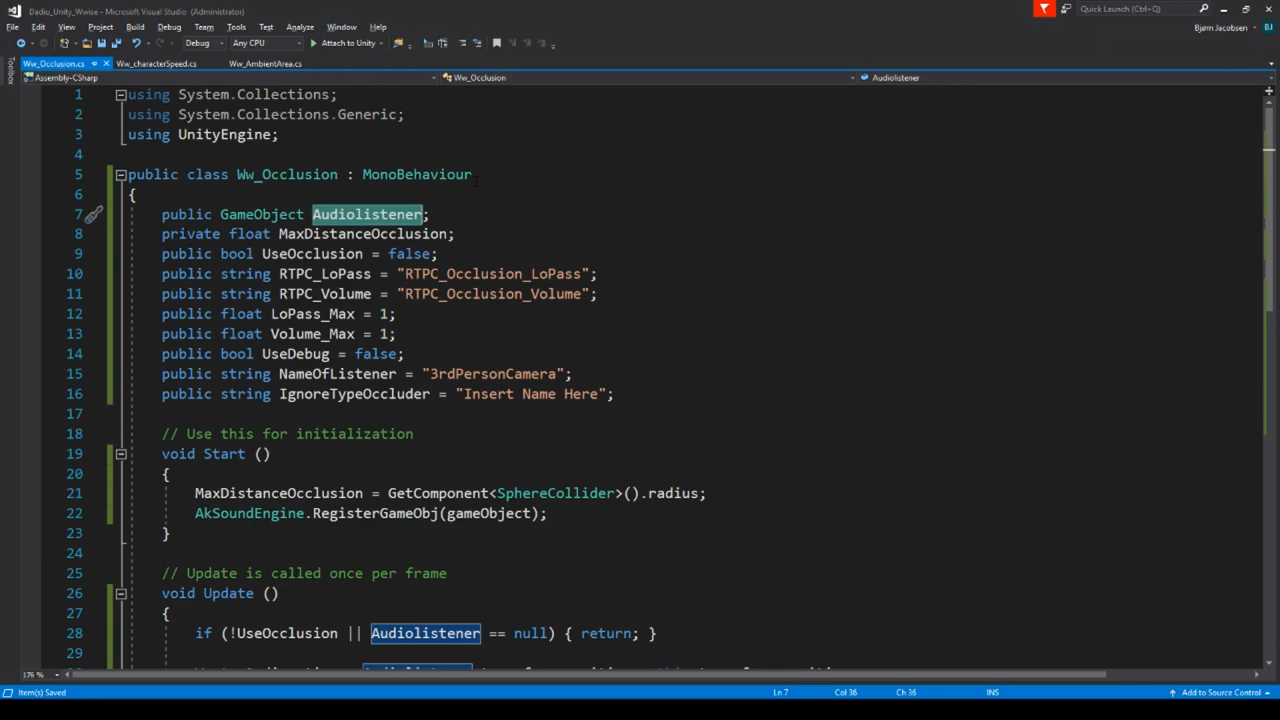 Dadiu_Unity_Wwise - Microsoft Visual Studio (Administrator)
Quick Launch (Ctrl+Q)
File Edit View Project Build Debug Team Tools Test Analyze Window Help
Bjørn Jacobsen BJ
Debug Any CPU Attach to Unity
Toolbox
Ww_Occlusion.cs Ww_characterSpeed.cs Ww_AmbientArea.cs
Assembly-CSharp Ww_Occlusion Audiolistener
1 using System.Collections;
2 using System.Collections.Generic;
3 using UnityEngine;
4
5 public class Ww_Occlusion : MonoBehaviour
6 {
7 public GameObject Audiolistener;
8 private float MaxDistanceOcclusion;
9 public bool UseOcclusion = false;
10 public string RTPC_LoPass = "RTPC_Occlusion_LoPass";
11 public string RTPC_Volume = "RTPC_Occlusion_Volume";
12 public float LoPass_Max = 1;
13 public float Volume_Max = 1;
14 public bool UseDebug = false;
15 public string NameOfListener = "3rdPersonCamera";
16 public string IgnoreTypeOccluder = "Insert Name Here";
17
18 // Use this for initialization
19 void Start ()
20 {
21 MaxDistanceOcclusion = GetComponent<SphereCollider>().radius;
22 AkSoundEngine.RegisterGameObj(gameObject);
23 }
24
25 // Update is called once per frame
26 void Update ()
27 {
28 if (!UseOcclusion || Audiolistener == null) { return; }
29
176 %
Item(s) Saved Ln 7 Col 36 Ch 36 INS Add to Source Control